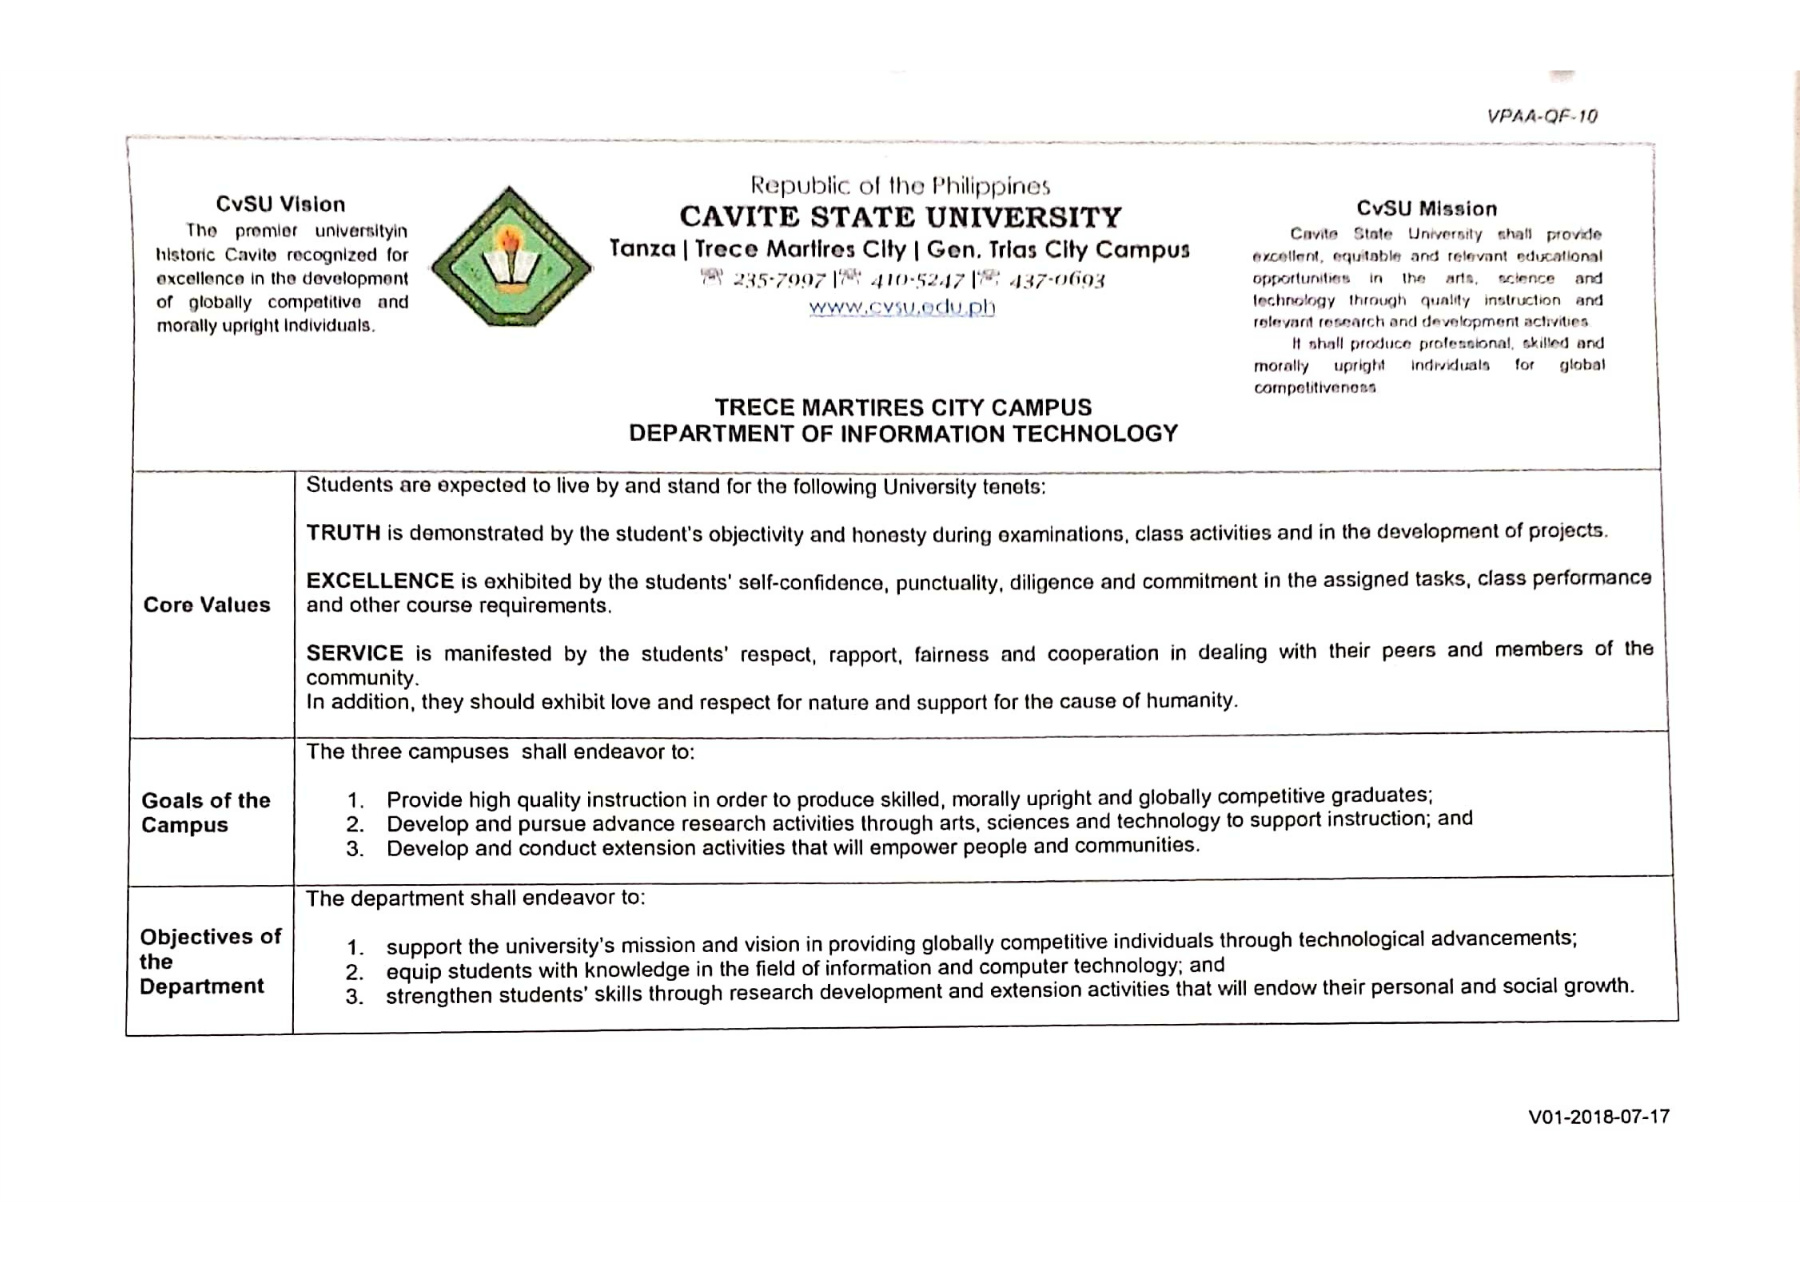 VPAA-QF-10
CvSU Vision
The premier universityin
historic Cavite recognized for
excellence in the development
of globally competitive and
morally upright individuals.
Republic of the Philippines
CAVITE STATE UNIVERSITY
Tanza | Trece Martires City | Gen. Trias City Campus
☏ 235-7997 |☏ 410-5247 |☏ 437-0693
www.cvsu.edu.ph
CvSU Mission
Cavite State University shall provide
excellent, equitable and relevant educational
opportunities in the arts, science and
technology through quality instruction and
relevant research and development activities
It shall produce professional, skilled and
morally upright individuals for global
competitiveness
TRECE MARTIRES CITY CAMPUS
DEPARTMENT OF INFORMATION TECHNOLOGY
Core Values
Students are expected to live by and stand for the following University tenets:
TRUTH is demonstrated by the student's objectivity and honesty during examinations, class activities and in the development of projects.
EXCELLENCE is exhibited by the students' self-confidence, punctuality, diligence and commitment in the assigned tasks, class performance
and other course requirements.
SERVICE is manifested by the students' respect, rapport, fairness and cooperation in dealing with their peers and members of the
community.
In addition, they should exhibit love and respect for nature and support for the cause of humanity.
Goals of the
Campus
The three campuses shall endeavor to:
1. Provide high quality instruction in order to produce skilled, morally upright and globally competitive graduates;
2. Develop and pursue advance research activities through arts, sciences and technology to support instruction; and
3. Develop and conduct extension activities that will empower people and communities.
Objectives of
the
Department
The department shall endeavor to:
1. support the university's mission and vision in providing globally competitive individuals through technological advancements;
2. equip students with knowledge in the field of information and computer technology; and
3. strengthen students' skills through research development and extension activities that will endow their personal and social growth.
V01-2018-07-17